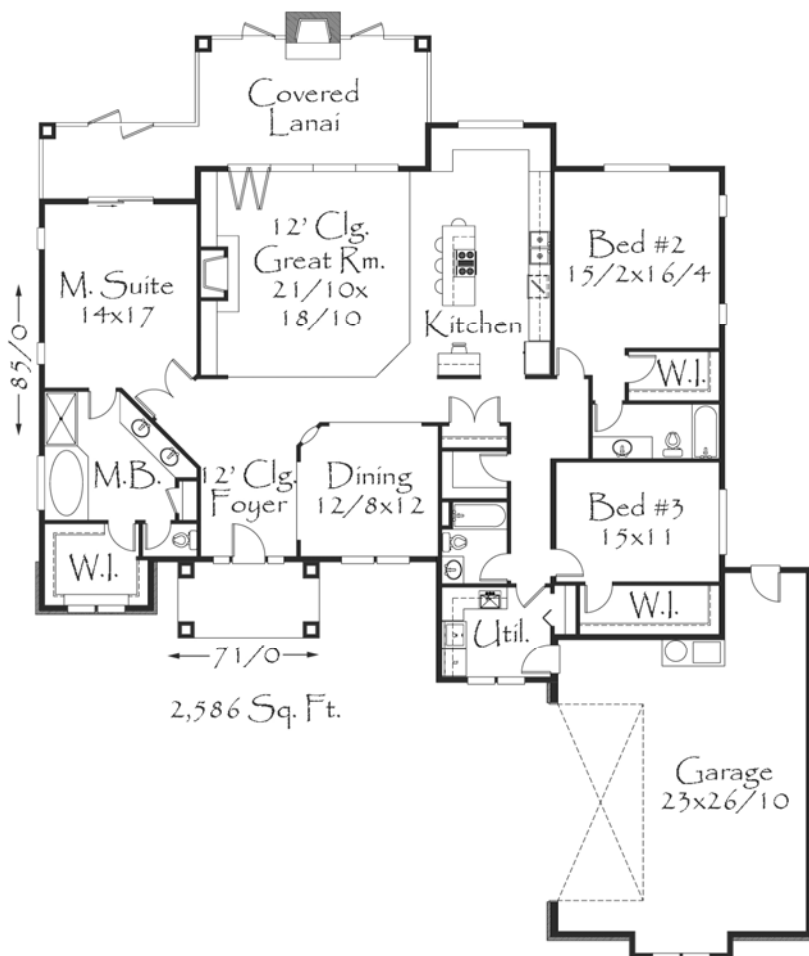 Covered
Lanai
12' Clg.
Great Rm.
21/10x
18/10
Bed #2
15/2x16/4
M. Suite
14x17
Kitchen
85/0
W.I.
M.B.
12' Clg.
Foyer
Dining
12/8x12
Bed #3
15x11
W.I.
W.I.
Util.
71/0
2,586 Sq. Ft.
Garage
23x26/10